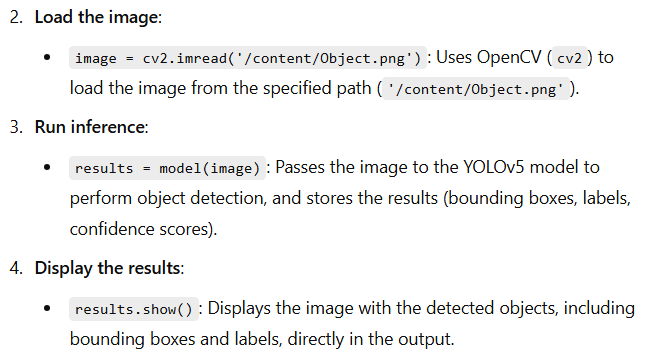 2. Load the image:
• image = cv2.imread('/content/Object.png') : Uses OpenCV ( cv2 ) to
load the image from the specified path ( '/content/Object.png' ).
3. Run inference:
• results = model(image) : Passes the image to the YOLOv5 model to
perform object detection, and stores the results (bounding boxes, labels,
confidence scores).
4. Display the results:
• results.show() : Displays the image with the detected objects, including
bounding boxes and labels, directly in the output.